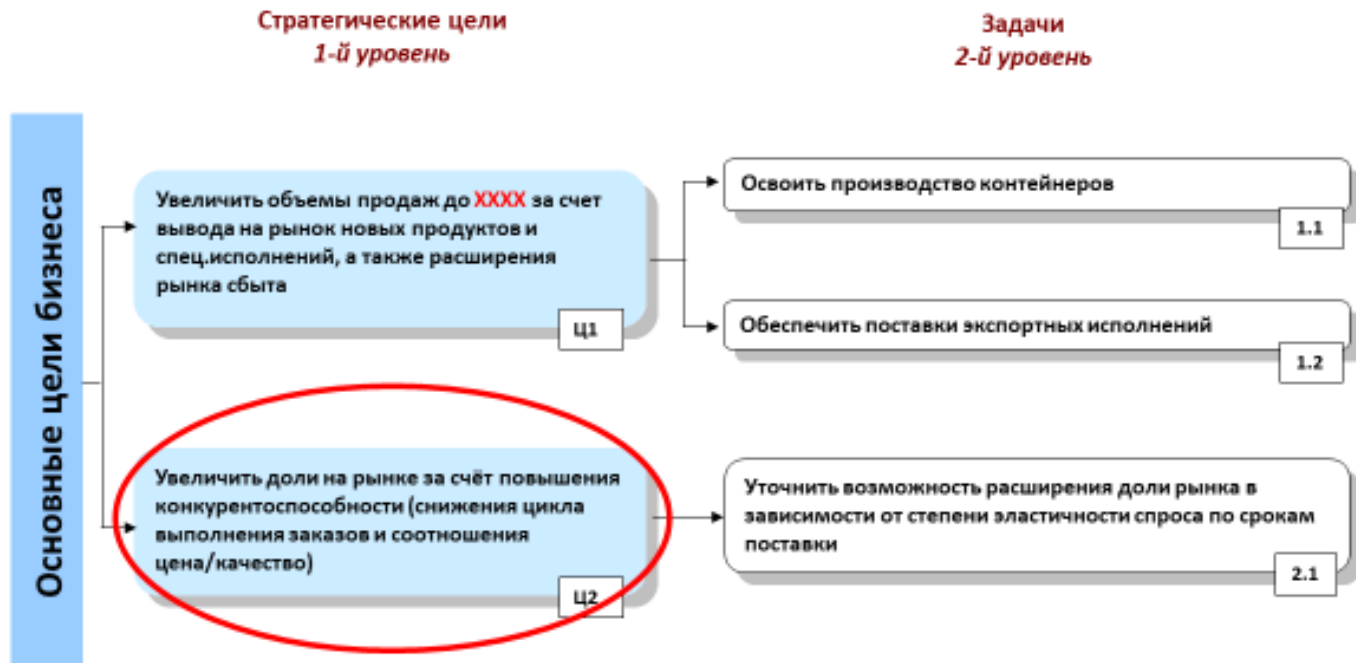 Стратегические цели
1-й уровень
Задачи
2-й уровень
Основные цели бизнеса
Увеличить объемы продаж до XXXX за счет
вывода на рынок новых продуктов и
спец.исполнений, а также расширения
рынка сбыта
Ц1
Освоить производство контейнеров
1.1
Обеспечить поставки экспортных исполнений
1.2
Увеличить доли на рынке за счёт повышения
конкурентоспособности (снижения цикла
выполнения заказов и соотношения
цена/качество)
Ц2
Уточнить возможность расширения доли рынка в
зависимости от степени эластичности спроса по срокам
поставки
2.1